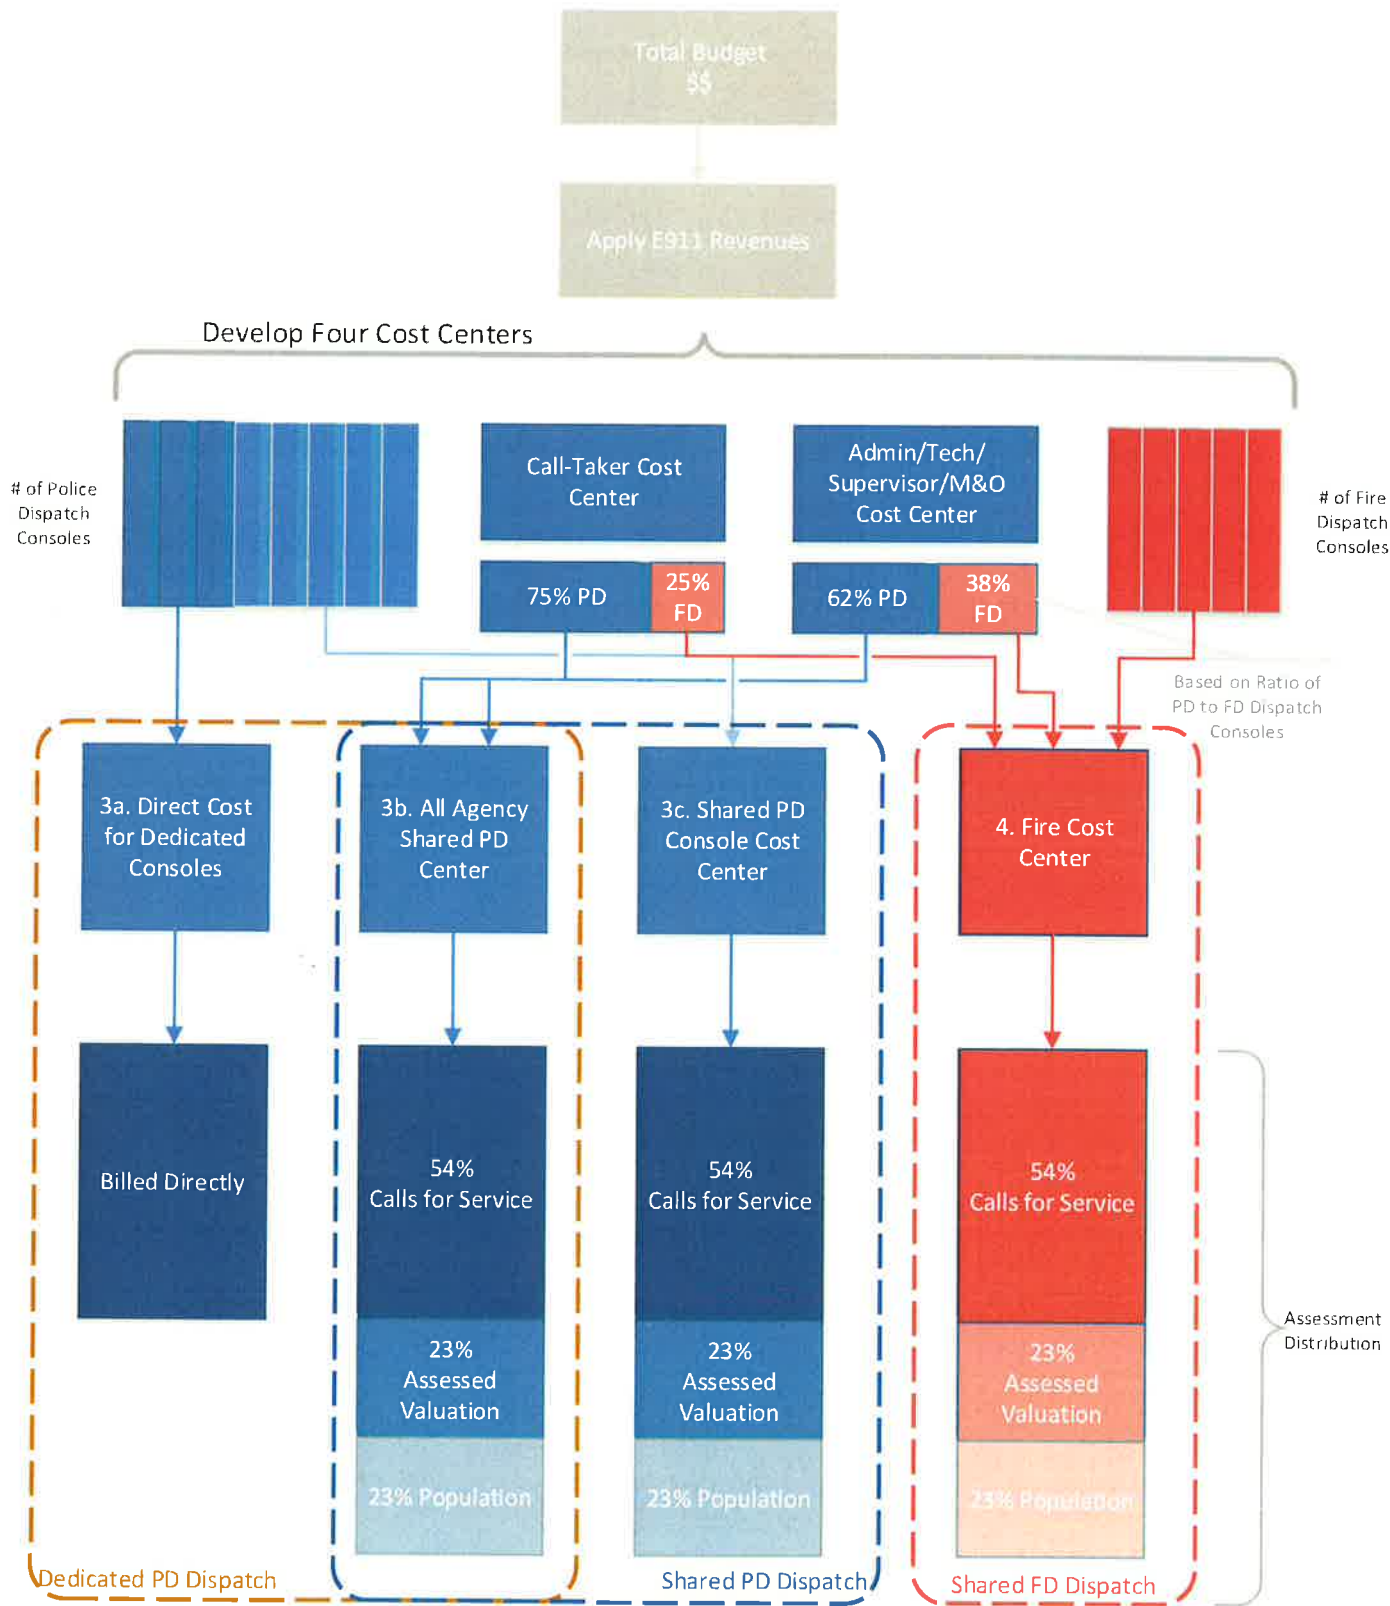 Total Budget
$$
Apply E911 Revenues
Develop Four Cost Centers
# of Police
Dispatch
Consoles
Call-Taker Cost
Center
Admin/Tech/
Supervisor/M&O
Cost Center
# of Fire
Dispatch
Consoles
75% PD
25%
FD
62% PD
38%
FD
Based on Ratio of
PD to FD Dispatch
Consoles
3a. Direct Cost
for Dedicated
Consoles
3b. All Agency
Shared PD
Center
3c. Shared PD
Console Cost
Center
4. Fire Cost
Center
Billed Directly
54%
Calls for Service
54%
Calls for Service
54%
Calls for Service
23%
Assessed
Valuation
23%
Assessed
Valuation
23%
Assessed
Valuation
Assessment
Distribution
23% Population
23% Population
23% Population
Dedicated PD Dispatch
Shared PD Dispatch
Shared FD Dispatch